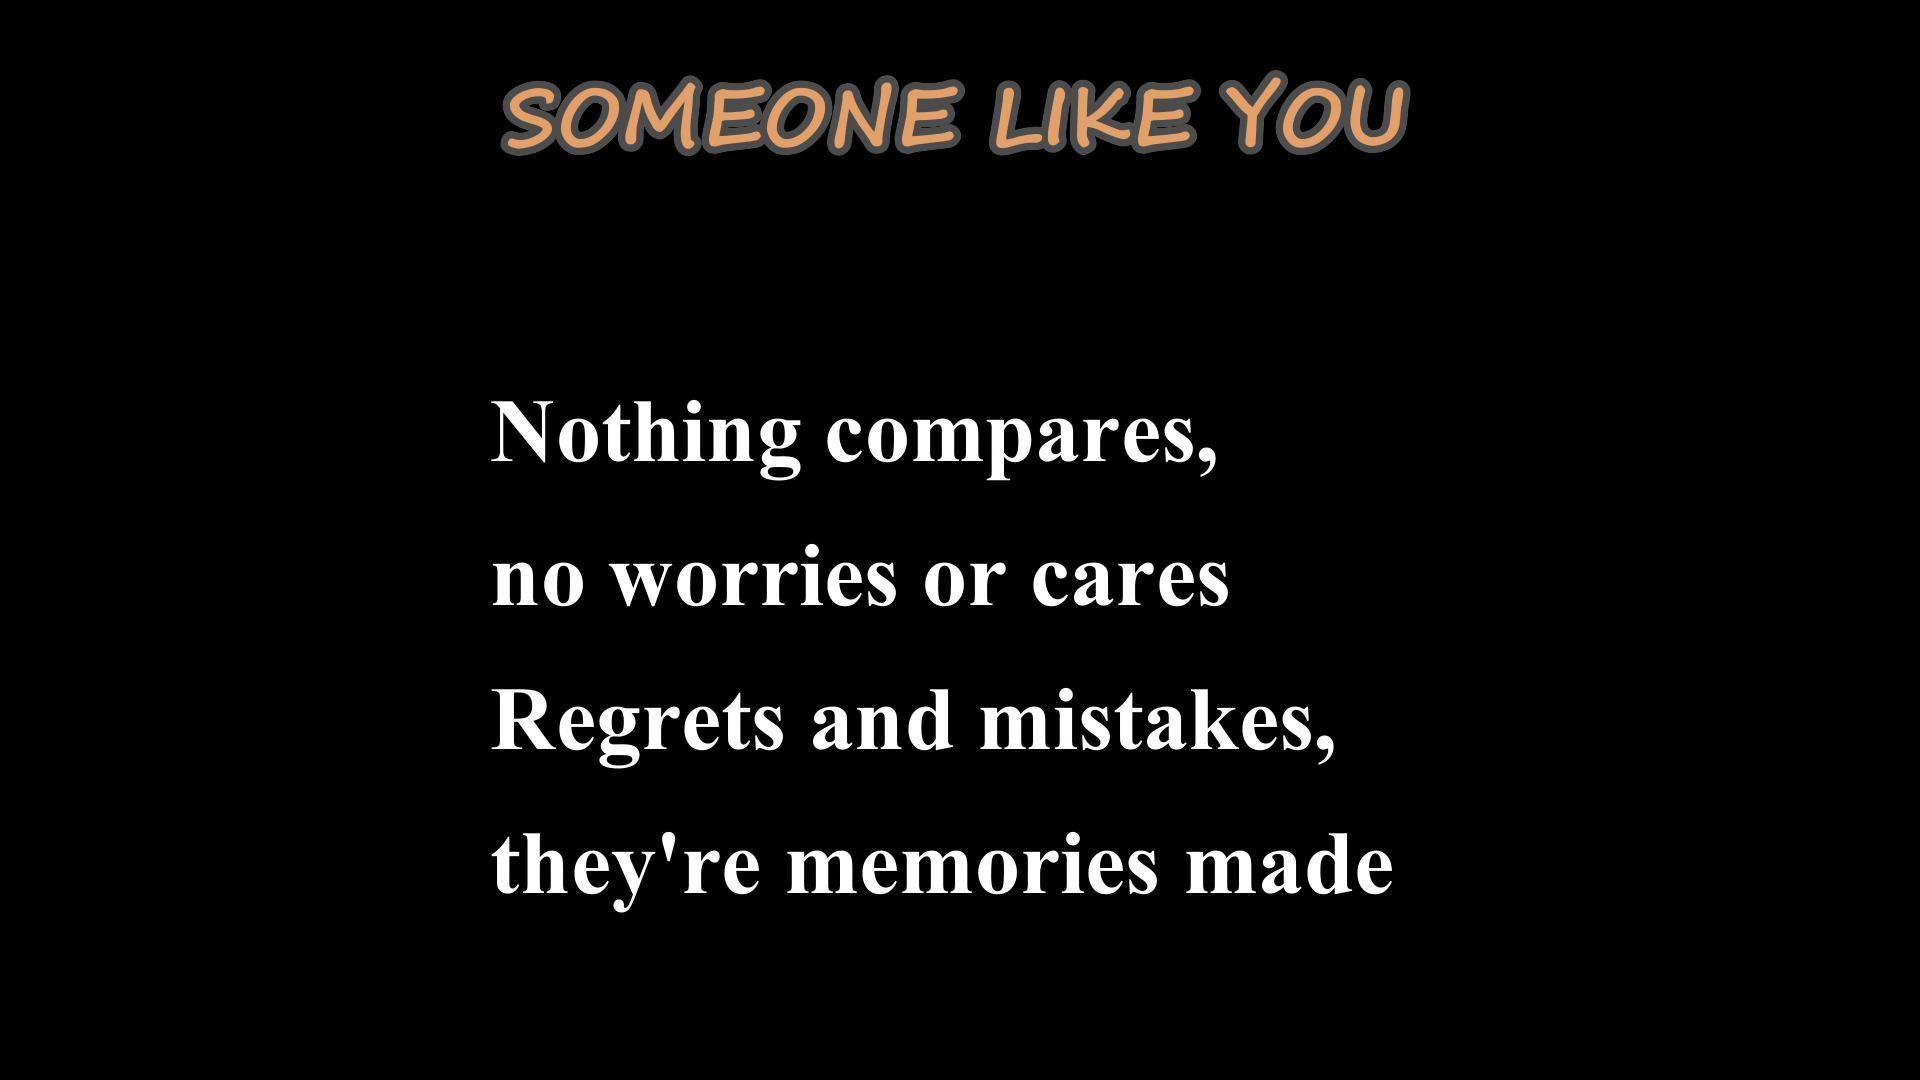 SOMEONE LIKE YOU
Nothing compares,
no worries or cares
Regrets and mistakes,
they're memories made